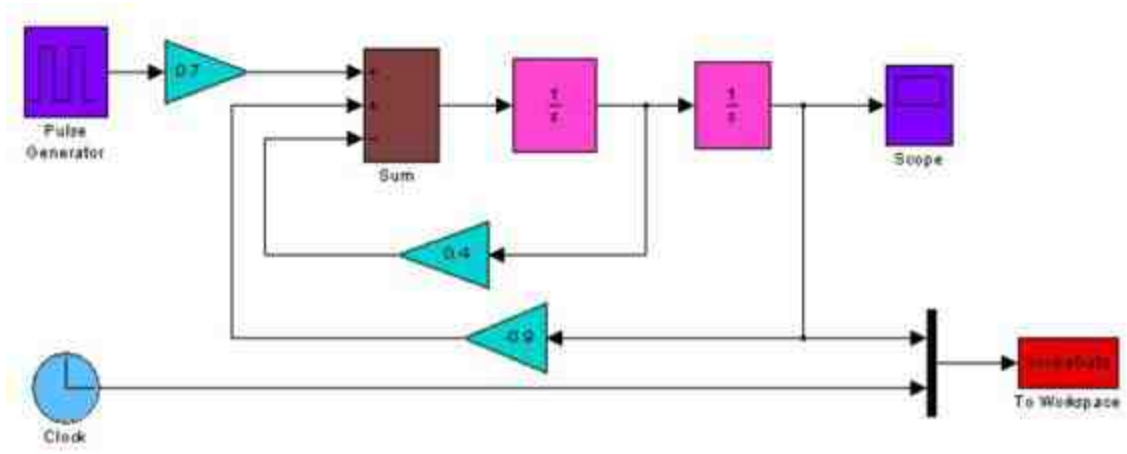 Pulse
Generator
0.7
Sum
1
s
1
s
Scope
0.4
0.9
Clock
To Workspace